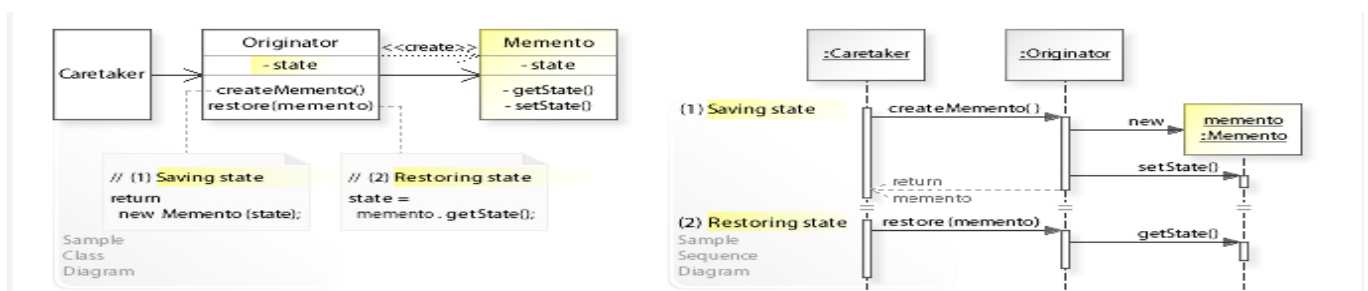 Caretaker
Originator
- state
createMemento()
restore(memento)
<<create>>
Memento
- state
- getState()
- setState()
// (1) Saving state
return
new Memento (state);
// (2) Restoring state
state =
memento . getState();
Sample
Class
Diagram
:Caretaker
:Originator
(1) Saving state
createMemento( )
new
memento
:Memento
setState()
return
memento
(2) Restoring state
restore (memento)
getState()
Sample
Sequence
Diagram